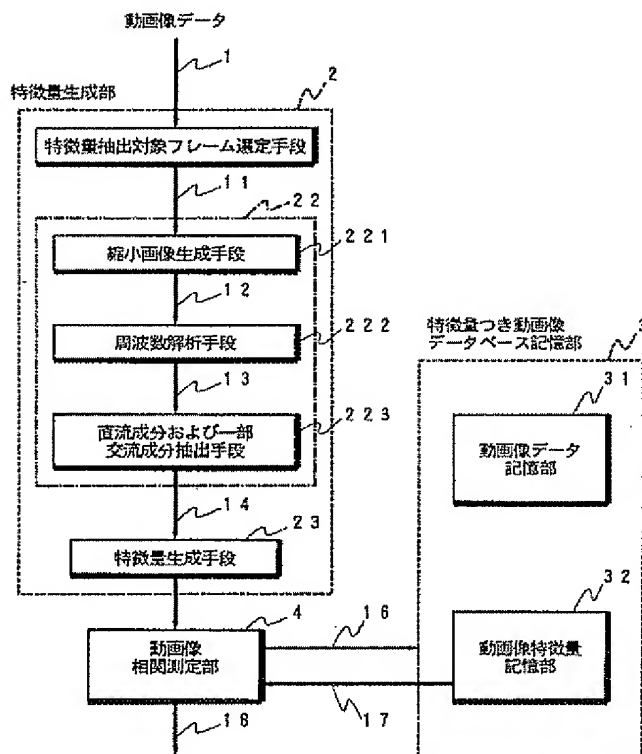 動画像データ
1
2
特徴量生成部
特徴量抽出対象フレーム選定手段
11
22
縮小画像生成手段
221
12
周波数解析手段
222
13
直流成分および一部
交流成分抽出手段
223
14
23
特徴量生成手段
4
動画像
相関測定部
16
17
18
特徴量つき動画像
データベース記憶部
3
31
動画像データ
記憶部
32
動画像特徴量
記憶部